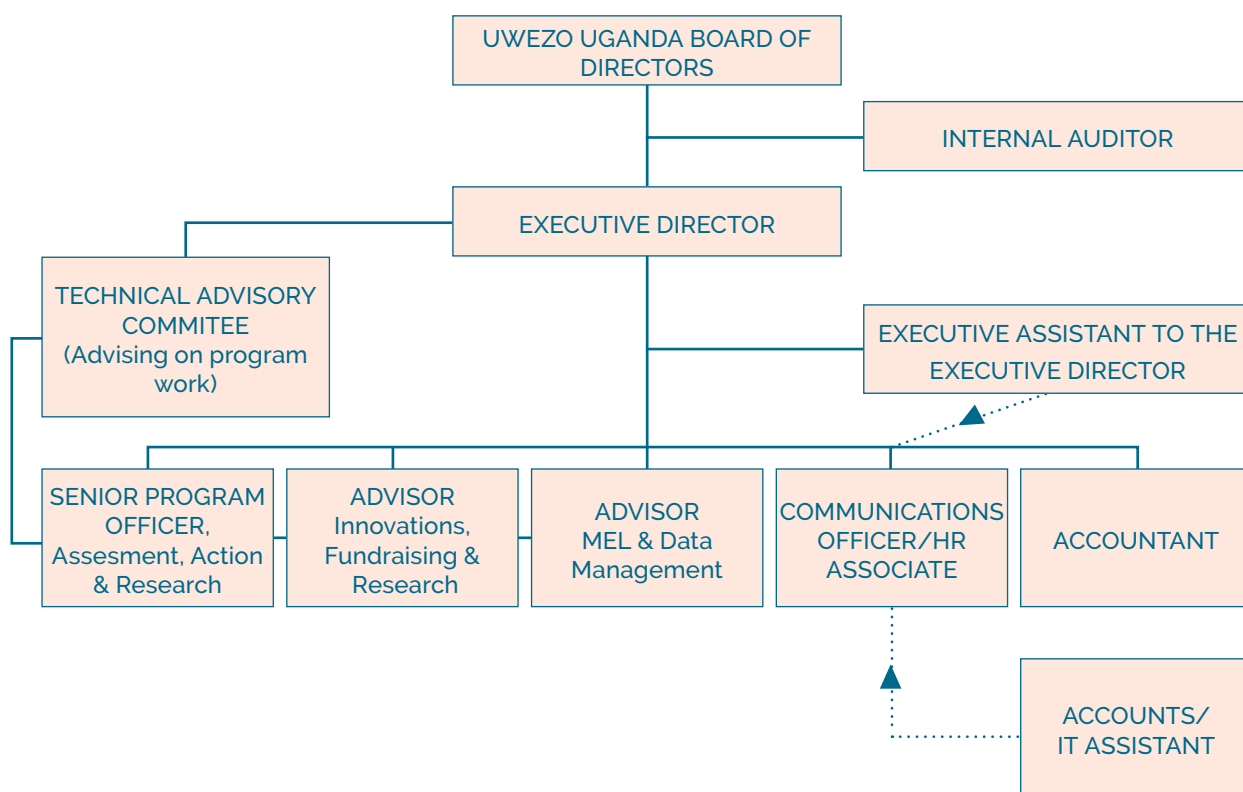 UWEZO UGANDA BOARD OF
DIRECTORS
INTERNAL AUDITOR
EXECUTIVE DIRECTOR
TECHNICAL ADVISORY
COMMITEE
(Advising on program
work)
EXECUTIVE ASSISTANT TO THE
EXECUTIVE DIRECTOR
SENIOR PROGRAM
OFFICER,
Assesment, Action
& Research
ADVISOR
Innovations,
Fundraising &
Research
ADVISOR
MEL & Data
Management
COMMUNICATIONS
OFFICER/HR
ASSOCIATE
ACCOUNTANT
ACCOUNTS/
IT ASSISTANT